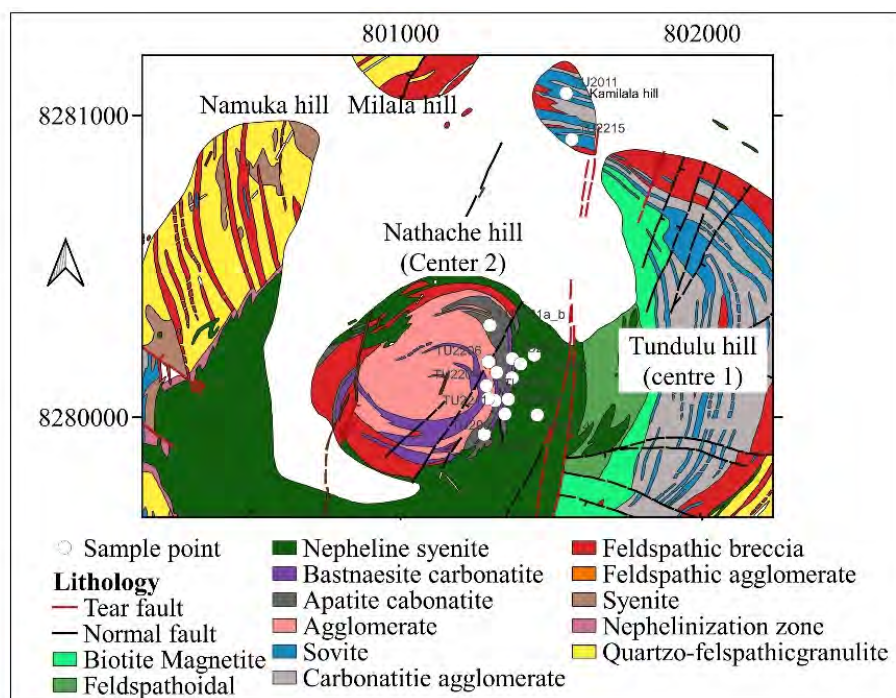 801000 802000
8281000
8280000
Namuka hill
Milala hill
Kamilala hill
Nathache hill
(Center 2)
Tundulu hill
(centre 1)
Sample point
Lithology
Tear fault
Normal fault
Biotite Magnetite
Feldspathoidal
Nepheline syenite
Bastnaesite carbonatite
Apatite cabonatite
Agglomerate
Sovite
Carbonatitie agglomerate
Feldspathic breccia
Feldspathic agglomerate
Syenite
Nephelinization zone
Quartzo-felspathicgranulite